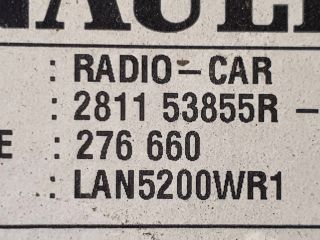 : RADIO-CAR
: 2811 53855R -
E : 276 660
: LAN5200WR1